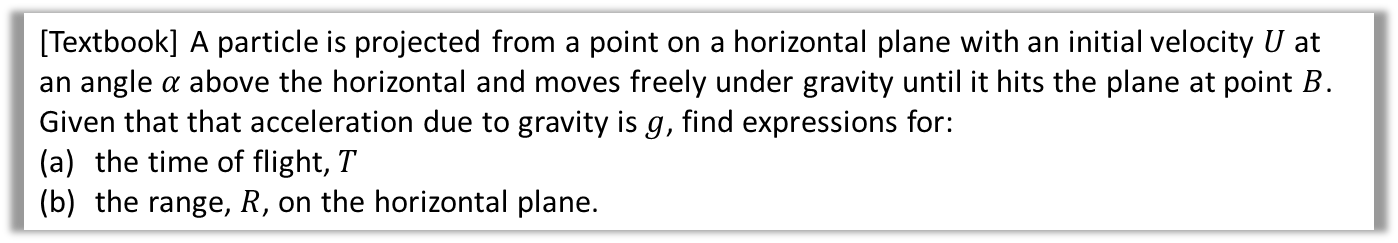 [Textbook] A particle is projected from a point on a horizontal plane with an initial velocity U at
an angle α above the horizontal and moves freely under gravity until it hits the plane at point B.
Given that that acceleration due to gravity is g, find expressions for:
(a) the time of flight, T
(b) the range, R, on the horizontal plane.